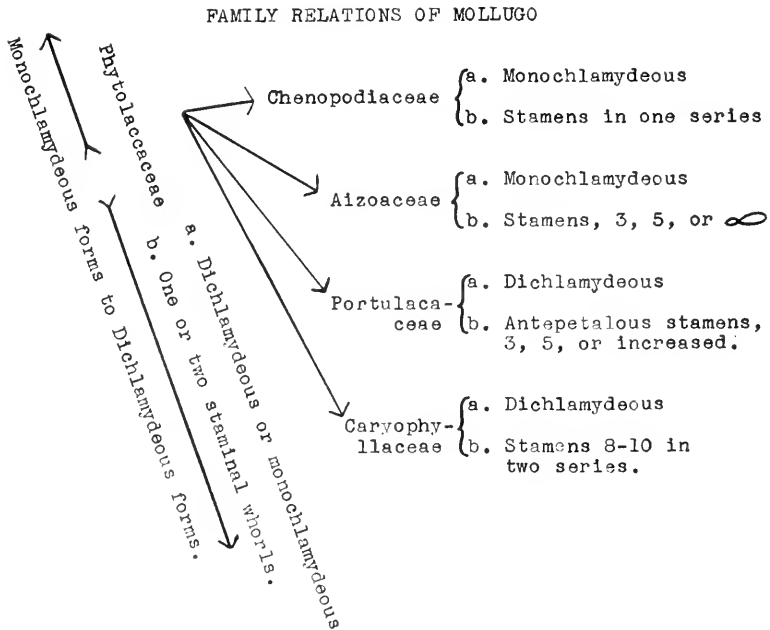 FAMILY RELATIONS OF MOLLUGO
Monochlamydeous forms to Dichlamydeous forms.
Phytolaccaceae
a. Dichlamydeous or monochlamydeous
b. One or two staminal whorls.
Chenopodiaceae
a. Monochlamydeous
b. Stamens in one series
Aizoaceae
a. Monochlamydeous
b. Stamens, 3, 5, or ∞
Portulaca-
ceae
a. Dichlamydeous
b. Antepetalous stamens,
3, 5, or increased.
Caryophy-
llaceae
a. Dichlamydeous
b. Stamens 8-10 in
two series.